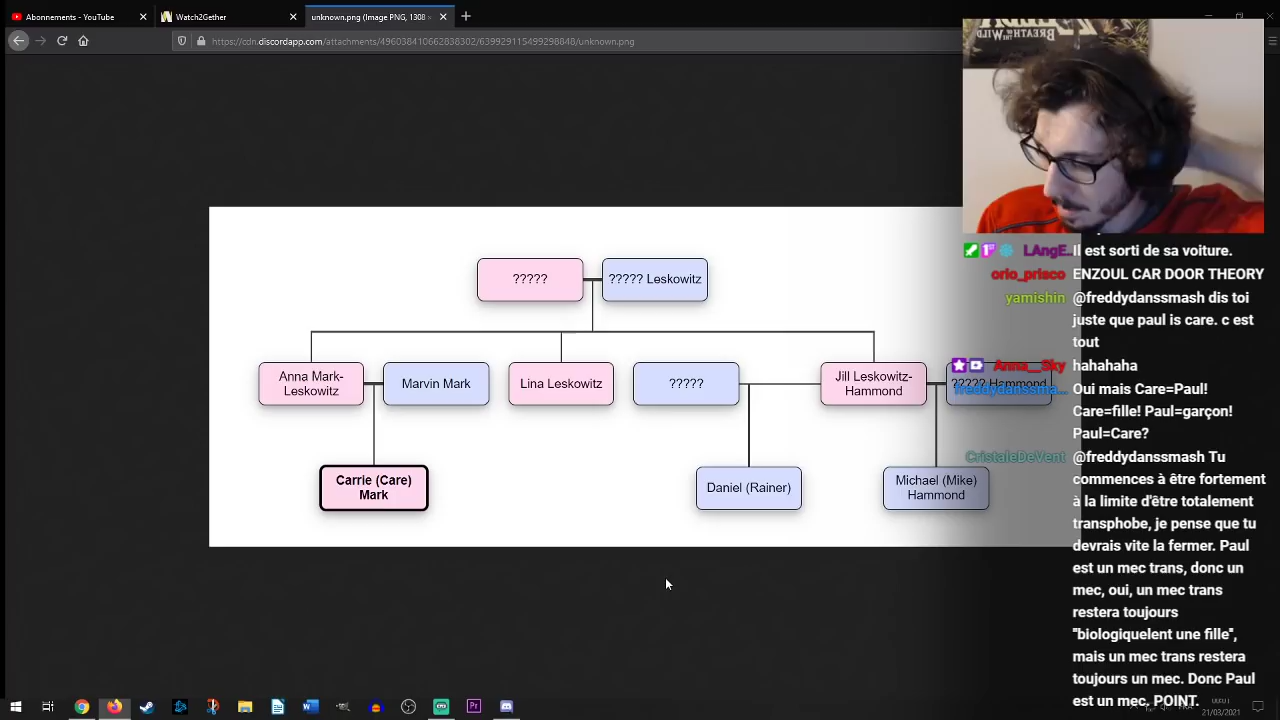 Abonnements - YouTube
Watch2Gether
unknown.png (Image PNG, 1308 ×
https://cdn.discordapp.com/attachments/496038410662838302/639929115499298848/unknown.png
BREATH
OF THE
WILD
?????
????? Leskowitz
Anna Mark-
Leskowitz
Marvin Mark
Lina Leskowitz
?????
Jill Leskowitz-
Hammond
????? Hammond
Carrie (Care)
Mark
Daniel (Rainer)
Michael (Mike)
Hammond
LAngE... Il est sorti de sa voiture.
orio_prisco ENZOUL CAR DOOR THEORY
yamishin @freddydanssmash dis toi
juste que paul is care. c est
tout
Anna__Sky hahahaha
freddydanssma... Oui mais Care=Paul!
Care=fille! Paul=garçon!
Paul=Care?
CristaleDeVent @freddydanssmash Tu
commences à être fortement
à la limite d'être totalement
transphobe, je pense que tu
devrais vite la fermer. Paul
est un mec trans, donc un
mec, oui, un mec trans
restera toujours
"biologiquelent une fille",
mais un mec trans restera
toujours un mec. Donc Paul
est un mec, POINT.
21/03/2021